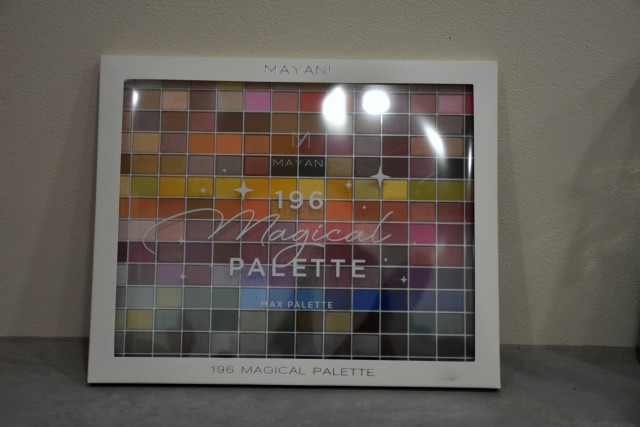 MAYANI
MAYANI
196
Magical
PALETTE
MAX PALETTE
196 MAGICAL PALETTE